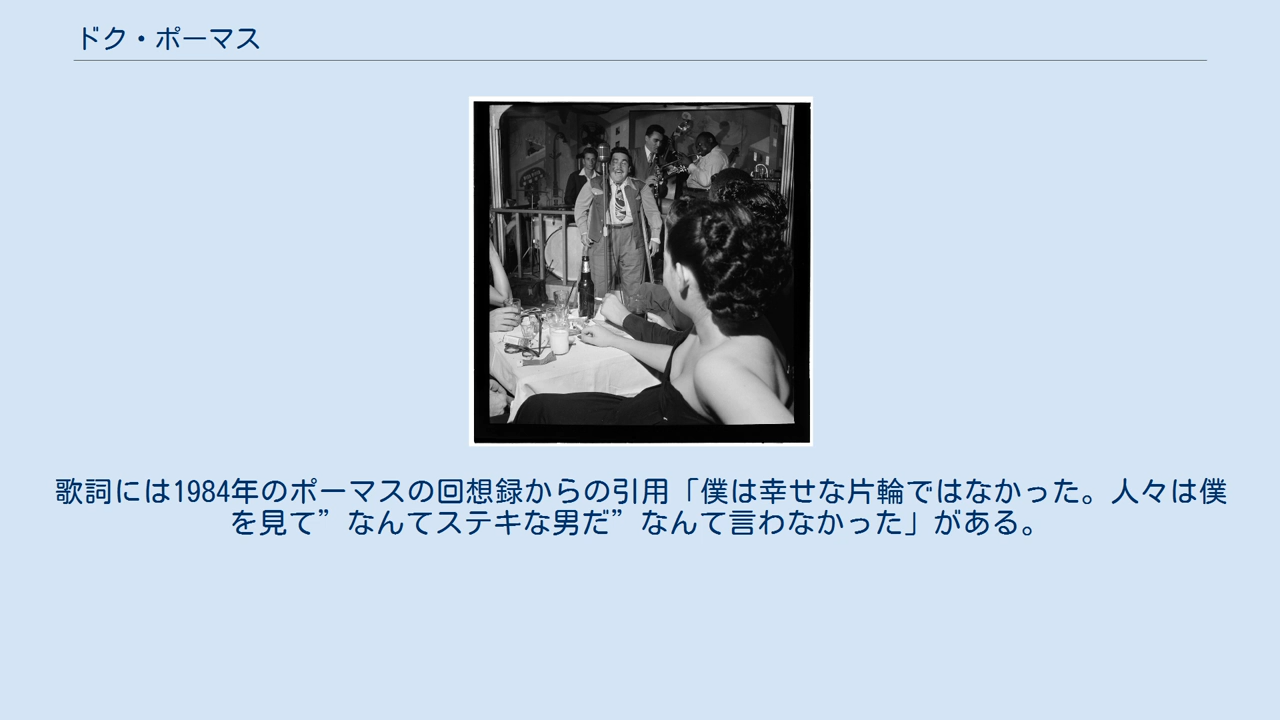 ドク・ポーマス
歌詞には1984年のポーマスの回想録からの引用「僕は幸せな片輪ではなかった。人々は僕
を見て”なんてステキな男だ”なんて言わなかった」がある。